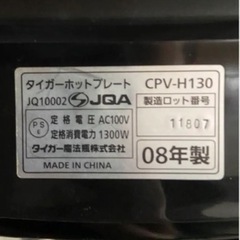 タイガーホットプレート CPV-H130
JQ10002 JQA 製造ロット番号
PS E 定格電圧 AC100V 11807
定格消費電力 1300W
タイガー魔法瓶株式会社 08年製
MADE IN CHINA